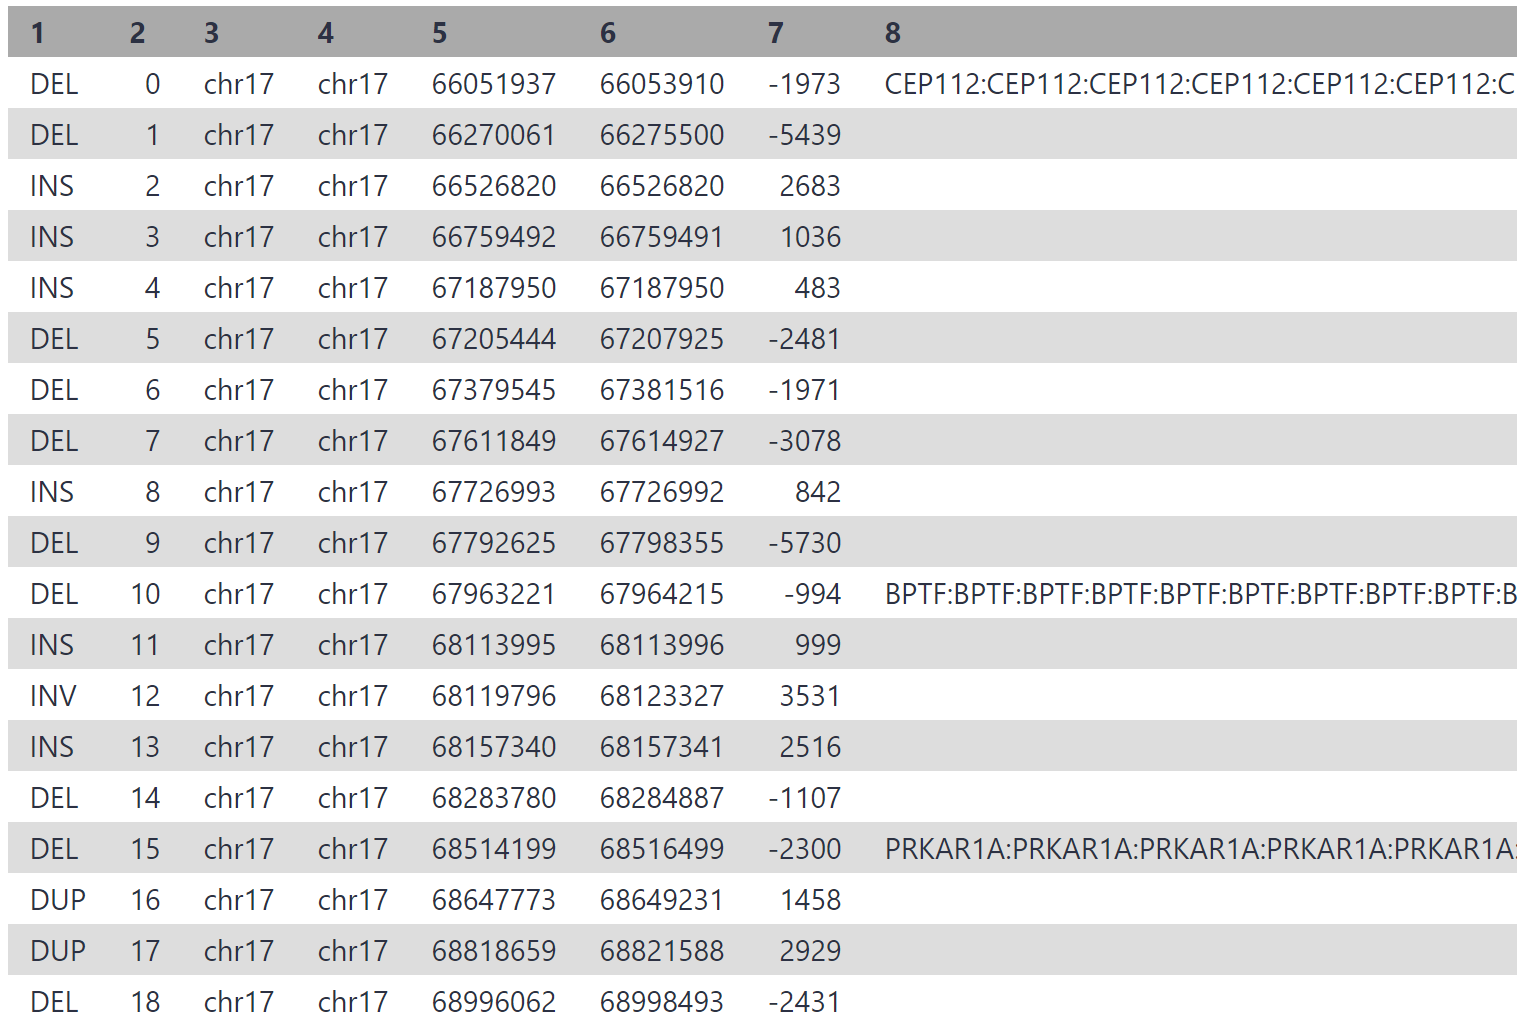 1 2 3 4 5 6 7 8
DEL 0 chr17 chr17 66051937 66053910 -1973 CEP112:CEP112:CEP112:CEP112:CEP112:CEP112:C
DEL 1 chr17 chr17 66270061 66275500 -5439
INS 2 chr17 chr17 66526820 66526820 2683
INS 3 chr17 chr17 66759492 66759491 1036
INS 4 chr17 chr17 67187950 67187950 483
DEL 5 chr17 chr17 67205444 67207925 -2481
DEL 6 chr17 chr17 67379545 67381516 -1971
DEL 7 chr17 chr17 67611849 67614927 -3078
INS 8 chr17 chr17 67726993 67726992 842
DEL 9 chr17 chr17 67792625 67798355 -5730
DEL 10 chr17 chr17 67963221 67964215 -994 BPTF:BPTF:BPTF:BPTF:BPTF:BPTF:BPTF:BPTF:BPTF:B
INS 11 chr17 chr17 68113995 68113996 999
INV 12 chr17 chr17 68119796 68123327 3531
INS 13 chr17 chr17 68157340 68157341 2516
DEL 14 chr17 chr17 68283780 68284887 -1107
DEL 15 chr17 chr17 68514199 68516499 -2300 PRKAR1A:PRKAR1A:PRKAR1A:PRKAR1A:PRKAR1A:
DUP 16 chr17 chr17 68647773 68649231 1458
DUP 17 chr17 chr17 68818659 68821588 2929
DEL 18 chr17 chr17 68996062 68998493 -2431